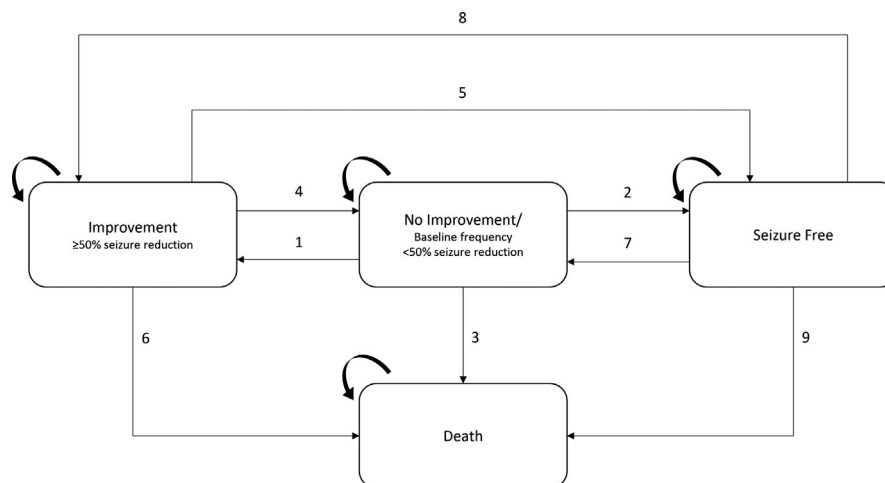 8
5
4
2
Improvement
≥50% seizure reduction
No Improvement/
Baseline frequency
<50% seizure reduction
Seizure Free
1
7
6
3
9
Death